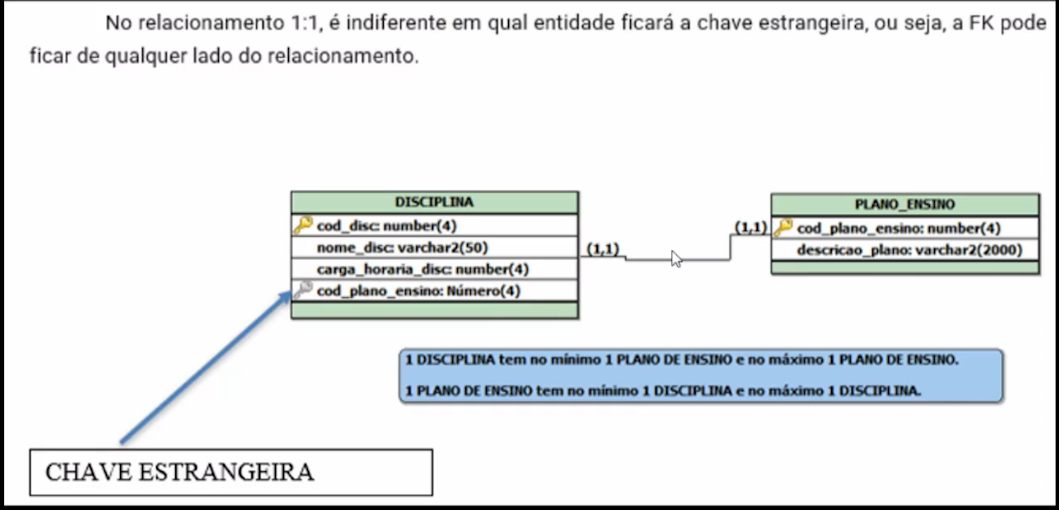 No relacionamento 1:1, é indiferente em qual entidade ficará a chave estrangeira, ou seja, a FK pode
ficar de qualquer lado do relacionamento.
DISCIPLINA
cod_disc: number(4)
nome_disc: varchar2(50)
carga_horaria_disc: number(4)
cod_plano_ensino: Número(4)
(1,1)
(1,1)
PLANO_ENSINO
cod_plano_ensino: number(4)
descricao_plano: varchar2(2000)
1 DISCIPLINA tem no mínimo 1 PLANO DE ENSINO e no máximo 1 PLANO DE ENSINO.
1 PLANO DE ENSINO tem no mínimo 1 DISCIPLINA e no máximo 1 DISCIPLINA.
CHAVE ESTRANGEIRA